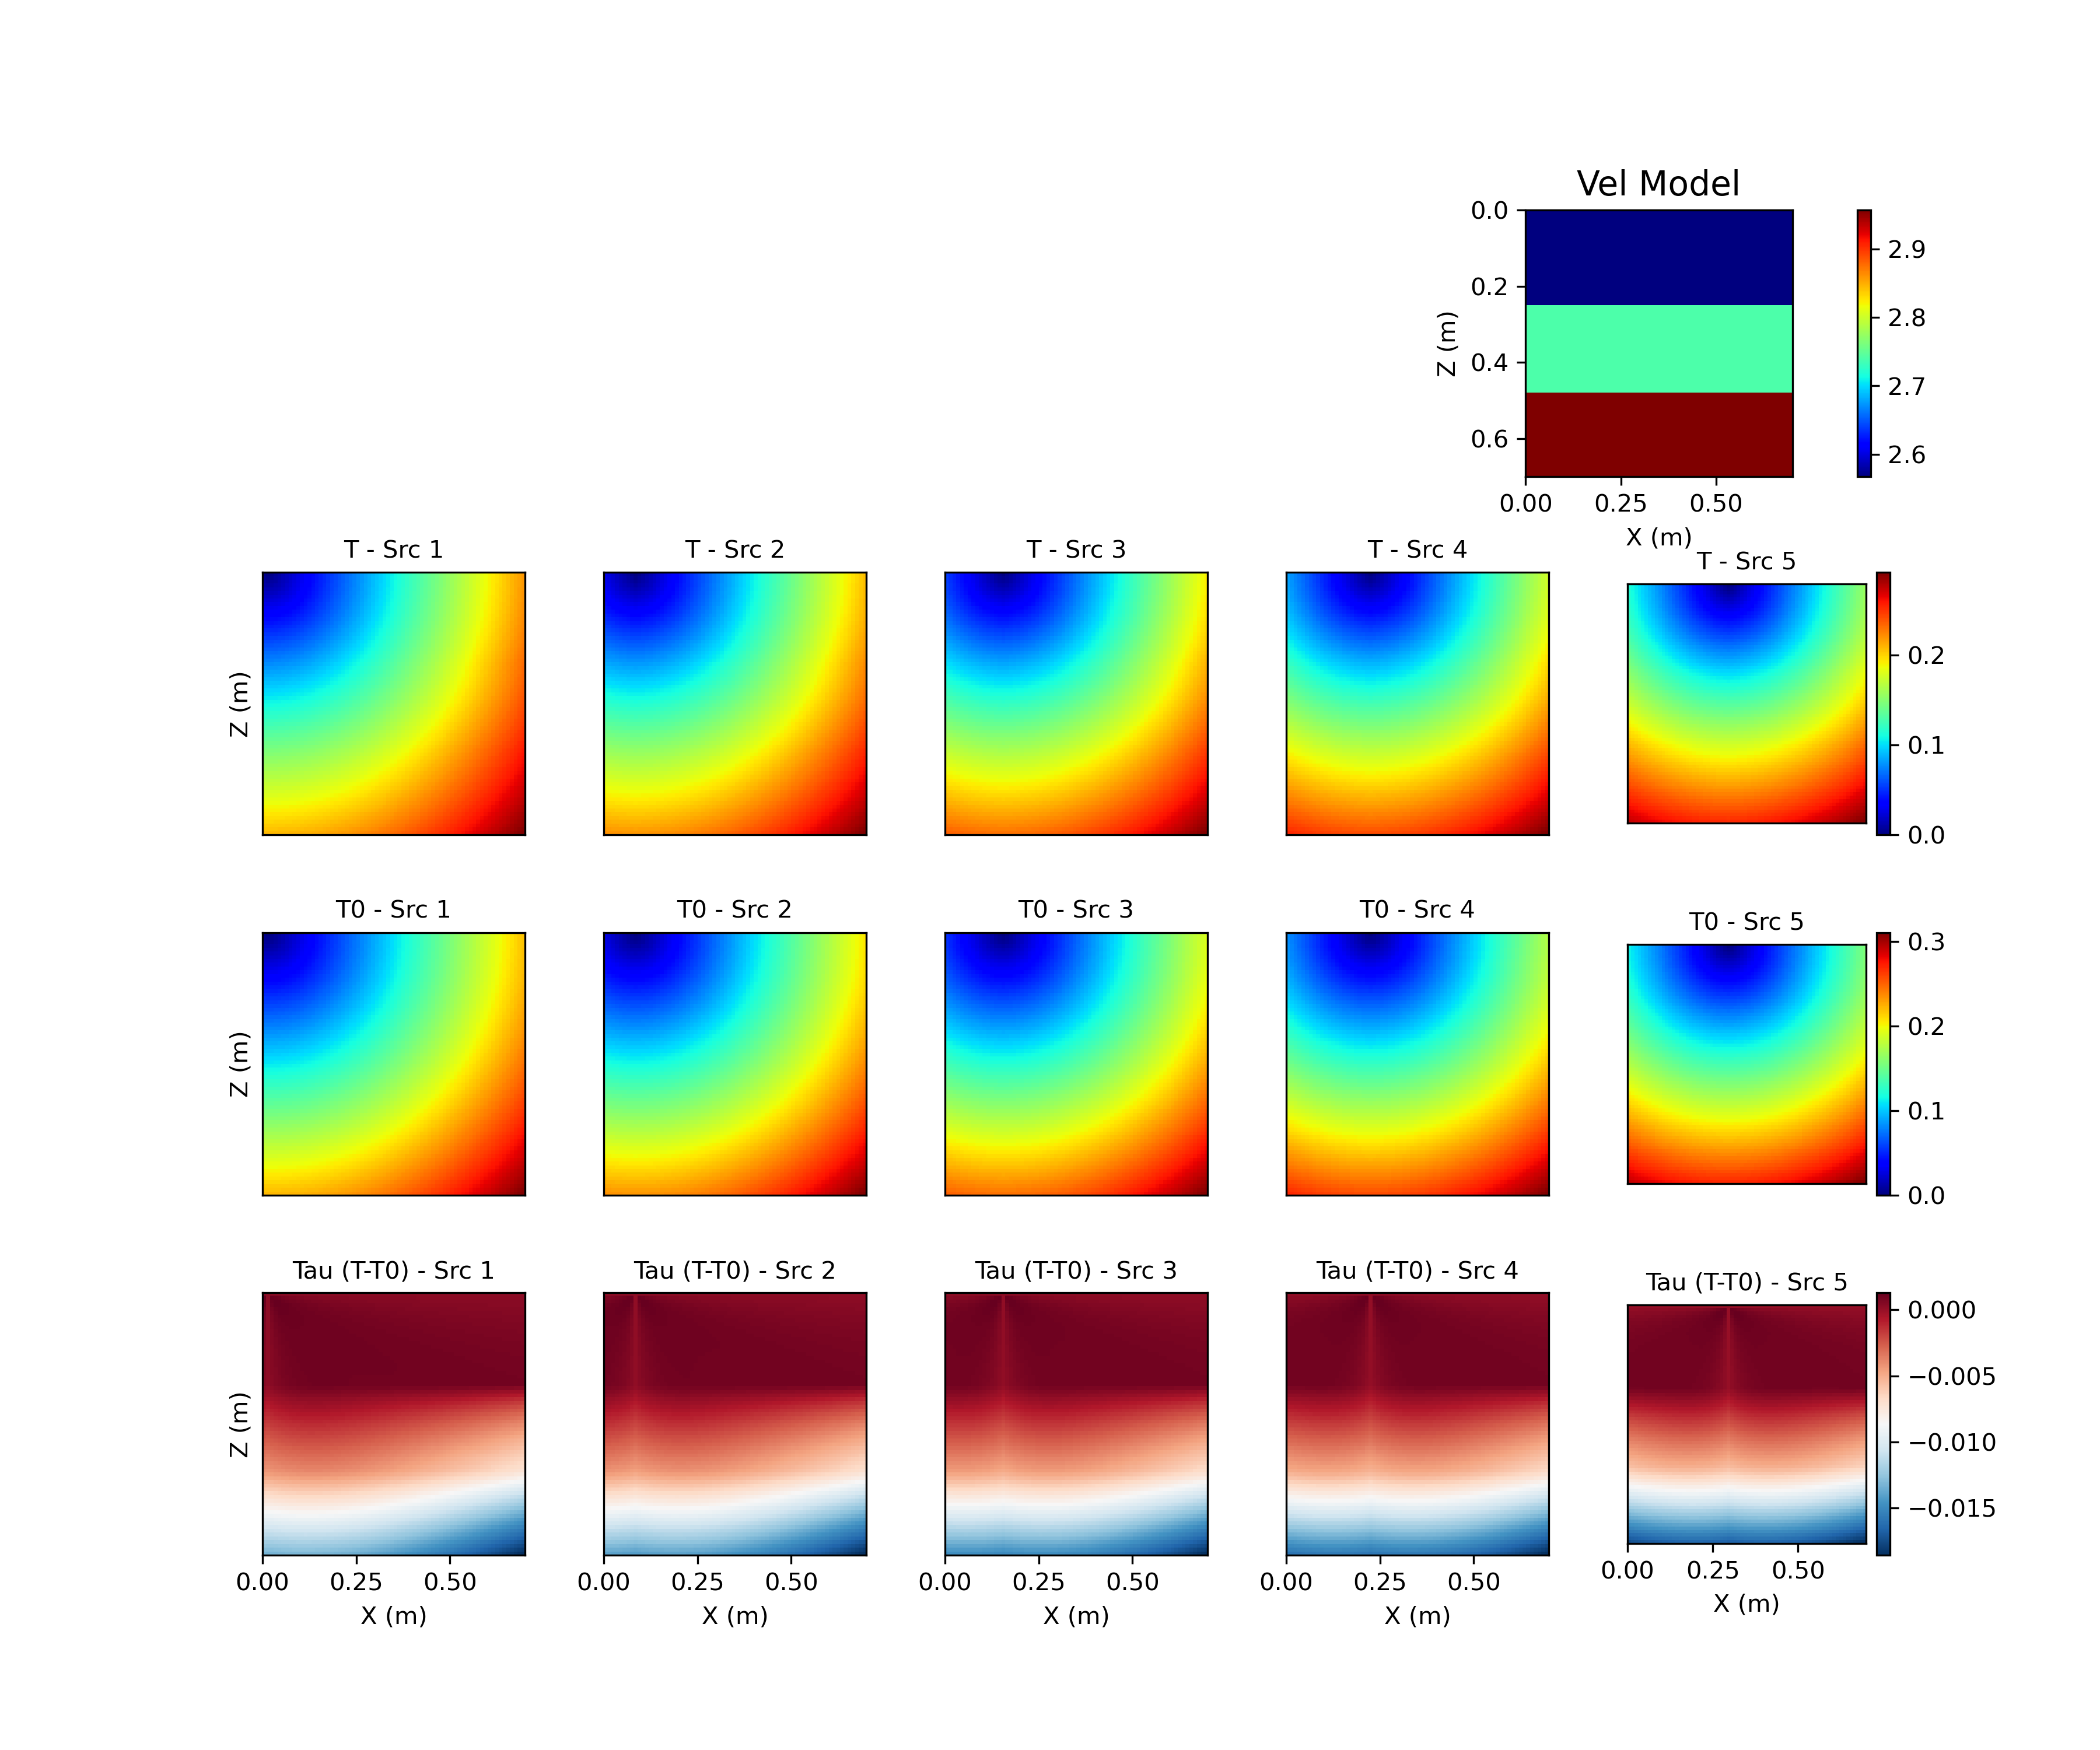 Vel Model
0.0
0.2
0.4
0.6
Z (m)
0.00 0.25 0.50
X (m)
2.9
2.8
2.7
2.6
T - Src 1
T - Src 2
T - Src 3
T - Src 4
T - Src 5
Z (m)
0.2
0.1
0.0
T0 - Src 1
T0 - Src 2
T0 - Src 3
T0 - Src 4
T0 - Src 5
Z (m)
0.3
0.2
0.1
0.0
Tau (T-T0) - Src 1
Tau (T-T0) - Src 2
Tau (T-T0) - Src 3
Tau (T-T0) - Src 4
Tau (T-T0) - Src 5
Z (m)
0.000
−0.005
−0.010
−0.015
0.00 0.25 0.50
X (m)
0.00 0.25 0.50
X (m)
0.00 0.25 0.50
X (m)
0.00 0.25 0.50
X (m)
0.00 0.25 0.50
X (m)